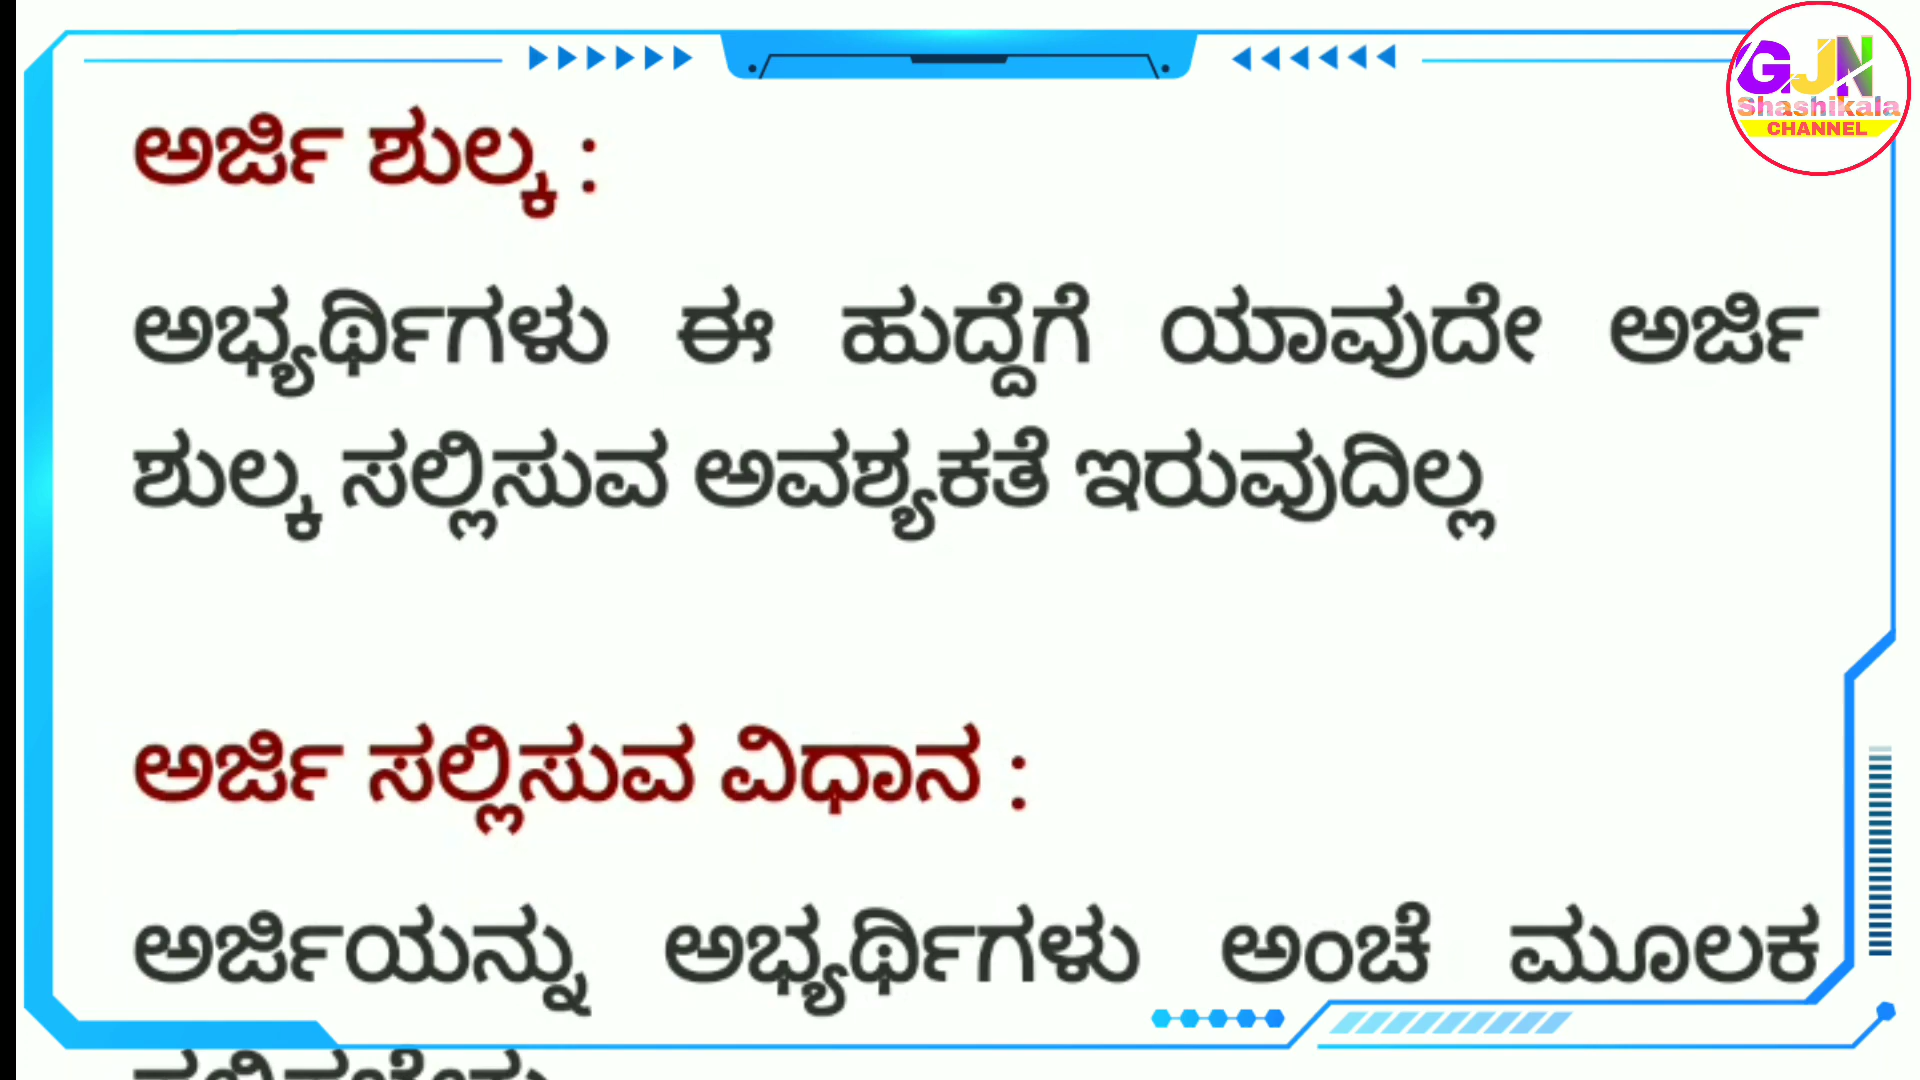 GJN
Shashikala
CHANNEL
ಅರ್ಜಿ ಶುಲ್ಕ :
ಅಭ್ಯರ್ಥಿಗಳು ಈ ಹುದ್ದೆಗೆ ಯಾವುದೇ ಅರ್ಜಿ
ಶುಲ್ಕ ಸಲ್ಲಿಸುವ ಅವಶ್ಯಕತೆ ಇರುವುದಿಲ್ಲ
ಅರ್ಜಿ ಸಲ್ಲಿಸುವ ವಿಧಾನ :
ಅರ್ಜಿಯನ್ನು ಅಭ್ಯರ್ಥಿಗಳು ಅಂಚೆ ಮೂಲಕ